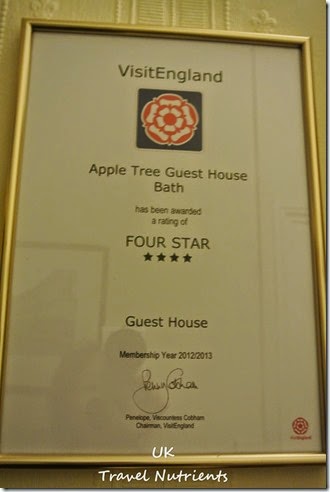 VisitEngland
Apple Tree Guest House
Bath
has been awarded
a rating of
FOUR STAR
★★★★
Guest House
Membership Year 2012/2013
Penelope, Viscountess Cobham
Chairman, VisitEngland
VisitEngland
UK
Travel Nutrients